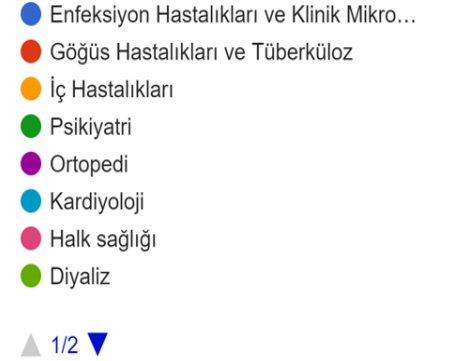 Enfeksiyon Hastalıkları ve Klinik Mikro…
Göğüs Hastalıkları ve Tüberküloz
İç Hastalıkları
Psikiyatri
Ortopedi
Kardiyoloji
Halk sağlığı
Diyaliz
1/2